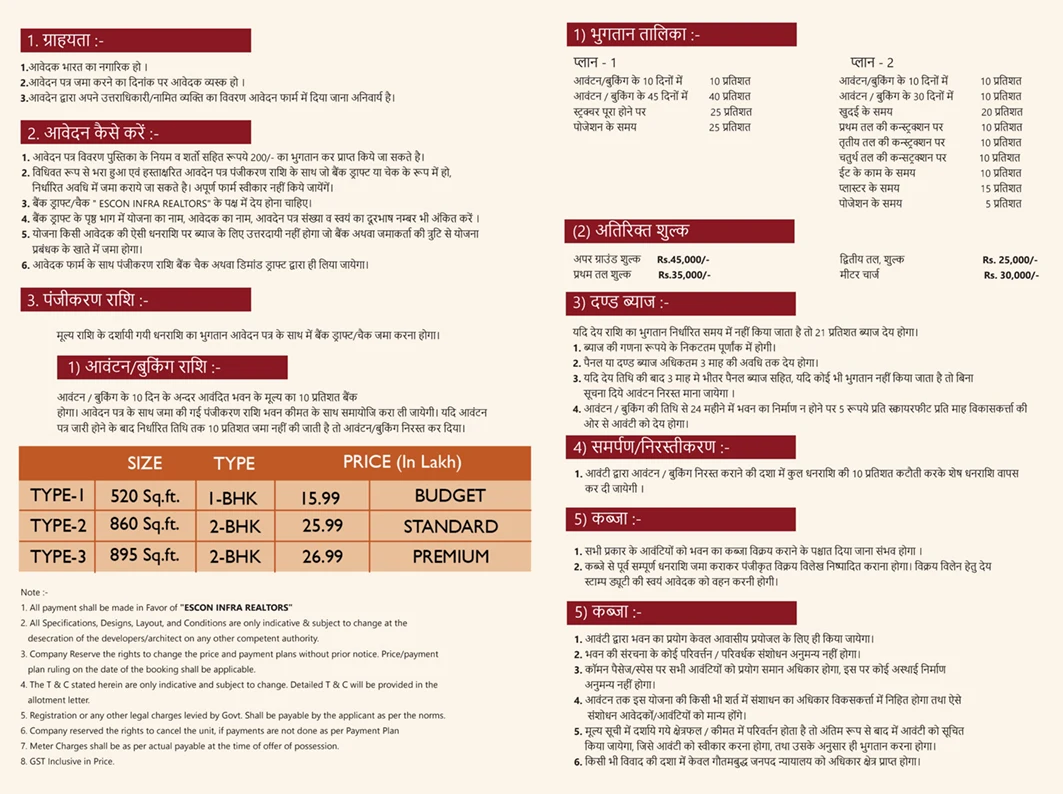 1. ग्राहयता :-
1.आवेदक भारत का नगारिक हो ।
2.आवेदन पत्र जमा करने का दिनांक पर आवेदक व्यस्क हो ।
3.आवदेन द्वारा अपने उत्तराधिकारी/नामित व्यक्ति का विवरण आवेदन फार्म में दिया जाना अनिवार्य है।
2. आवेदन कैसे करें :-
1. आवेदन पत्र विवरण पुस्तिका के नियम व शर्तो सहित रूपये 200/- का भुगतान कर प्राप्त किये जा सकते है।
2. विधिवत रूप से भरा हुआ एवं हस्ताक्षरित आवदेन पत्र पंजीकरण राशि के साथ जो बैंक ड्राफ्ट या चेक के रूप में हो,
निर्धारित अवधि में जमा कराये जा सकते है। अपूर्ण फार्म स्वीकार नहीं किये जायेंगें।
3. बैंक ड्राफ्ट/चैक " ESCON INFRA REALTORS" के पक्ष में देय होना चाहिए।
4. बैंक ड्राफ्ट के पृष्ठ भाग में योजना का नाम, आवेदक का नाम, आवदेन पत्र संख्या व स्वयं का दूरभाष नम्बर भी अंकित करें ।
5. योजना किसी आवेदक की ऐसी धनराशि पर ब्याज के लिए उत्तरदायी नहीं होगा जो बैंक अथवा जमाकर्ता की त्रुटि से योजना
प्रबंधक के खाते में जमा होगा।
6. आवेदक फार्म के साथ पंजीकरण राशि बैंक चैक अथवा डिमांड ड्राफ्ट द्वारा ही लिया जायेगा।
3. पंजीकरण राशि :-
मूल्य राशि के दर्शायी गयी धनराशि का भुगतान आवेदन पत्र के साथ में बैंक ड्राफ्ट/चैक जमा करना होगा।
1) आवंटन/बुकिंग राशि :-
आवंटन / बुकिंग के 10 दिन के अन्दर आवंदित भवन के मूल्य का 10 प्रतिशत बैंक
होगा। आवेदन पत्र के साथ जमा की गई पंजीकरण राशि भवन कीमत के साथ समायोजि करा ली जायेगी। यदि आवंटन
पत्र जारी होने के बाद निर्धारित तिथि तक 10 प्रतिशत जमा नहीं की जाती है तो आवंटन/बुकिंग निरस्त कर दिया।
SIZE TYPE PRICE (In Lakh)
TYPE-1 520 Sq.ft. 1-BHK 15.99 BUDGET
TYPE-2 860 Sq.ft. 2-BHK 25.99 STANDARD
TYPE-3 895 Sq.ft. 2-BHK 26.99 PREMIUM
Note :-
1. All payment shall be made in Favor of "ESCON INFRA REALTORS"
2. All Specifications, Designs, Layout, and Conditions are only indicative & subject to change at the
desecration of the developers/architect on any other competent authority.
3. Company Reserve the rights to change the price and payment plans without prior notice. Price/payment
plan ruling on the date of the booking shall be applicable.
4. The T & C stated herein are only indicative and subject to change. Detailed T & C will be provided in the
allotment letter.
5. Registration or any other legal charges levied by Govt. Shall be payable by the applicant as per the norms.
6. Company reserved the rights to cancel the unit, if payments are not done as per Payment Plan
7. Meter Charges shall be as per actual payable at the time of offer of possession.
8. GST Inclusive in Price.
1) भुगतान तालिका :-
प्लान - 1
आवंटन/बुकिंग के 10 दिनों में 10 प्रतिशत
आवंटन / बुकिंग के 45 दिनों में 40 प्रतिशत
स्ट्रक्चर पूरा होने पर 25 प्रतिशत
पोजेशन के समय 25 प्रतिशत
प्लान - 2
आवंटन/बुकिंग के 10 दिनों में 10 प्रतिशत
आवंटन / बुकिंग के 30 दिनों में 10 प्रतिशत
खुदई के समय 20 प्रतिशत
प्रथम तल की कन्स्ट्रक्शन पर 10 प्रतिशत
तृतीय तल की कन्स्ट्रक्शन पर 10 प्रतिशत
चतुर्थ तल की कन्सट्रक्शन पर 10 प्रतिशत
ईट के काम के समय 10 प्रतिशत
प्लास्टर के समय 15 प्रतिशत
पोजेशन के समय 5 प्रतिशत
(2) अतिरिक्त शुल्क
अपर ग्राउंड शुल्क Rs.45,000/- द्वितीय तल, शुल्क Rs. 25,000/-
प्रथम तल शुल्क Rs.35,000/- मीटर चार्ज Rs. 30,000/-
3) दण्ड ब्याज :-
यदि देय राशि का भुगतान निर्धारित समय में नहीं किया जाता है तो 21 प्रतिशत ब्याज देय होगा।
1. ब्याज की गणना रूपये के निकटतम पूर्णांक में होगी।
2. पैनल या दण्ड ब्याज अधिकतम 3 माह की अवधि तक देय होगा।
3. यदि देय तिथि की बाद 3 माह मे भीतर पैनल ब्याज सहित, यदि कोई भी भुगतान नहीं किया जाता है तो बिना
सूचना दिये आवंटन निरस्त माना जायेगा ।
4. आवंटन / बुकिंग की तिथि से 24 महीने में भवन का निर्माण न होने पर 5 रूपये प्रति स्क्रायरफीट प्रति माह विकासकर्त्ता की
ओर से आवंटी को देय होगा।
4) समर्पण/निरस्तीकरण :-
1. आवंटी द्वारा आवंटन / बुकिंग निरस्त कराने की दशा में कुल धनराशि की 10 प्रतिशत कटौती करके शेष धनराशि वापस
कर दी जायेगी ।
5) कब्जा :-
1. सभी प्रकार के आवंटियों को भवन का कब्जा विक्रय कराने के पश्चात दिया जाना संभव होगा ।
2. कब्जे से पूर्व सम्पूर्ण धनराशि जमा कराकर पंजीकृत विक्रय विलेख निष्पादित कराना होगा। विक्रय विलेन हेतु देय
स्टाम्प ड्यूटी की स्वयं आवेदक को वहन करनी होगी।
5) कब्जा :-
1. आवंटी द्वारा भवन का प्रयोग केवल आवासीय प्रयोजल के लिए ही किया जायेगा।
2. भवन की संरचना के कोई परिवर्त्तन / परिवर्धक संशोधन अनुमन्य नहीं होगा।
3. कॉमन पैसेज/स्पेस पर सभी आवंटियों को प्रयोग समान अधिकार होगा, इस पर कोई अस्थाई निर्माण
अनुमन्य नहीं होगा।
4. आवंतन तक इस योजना की किसी भी शर्त में संशाधन का अधिकार विकसकर्त्ता में निहित होगा तथा ऐसे
संशोधन आवेदकों/आवंटियों को मान्य होंगे।
5. मूल्य सूची में दर्शाये गये क्षेत्रफल / कीमत में परिवर्तन होता है तो अंतिम रूप से बाद में आवंटी को सूचित
किया जायेगा, जिसे आवंटी को स्वीकार करना होगा, तथा उसके अनुसार ही भुगतान करना होगा।
6. किसी भी विवाद की दशा में केवल गौतमबुद्ध जनपद न्यायालय को अधिकार क्षेत्र प्राप्त होगा।